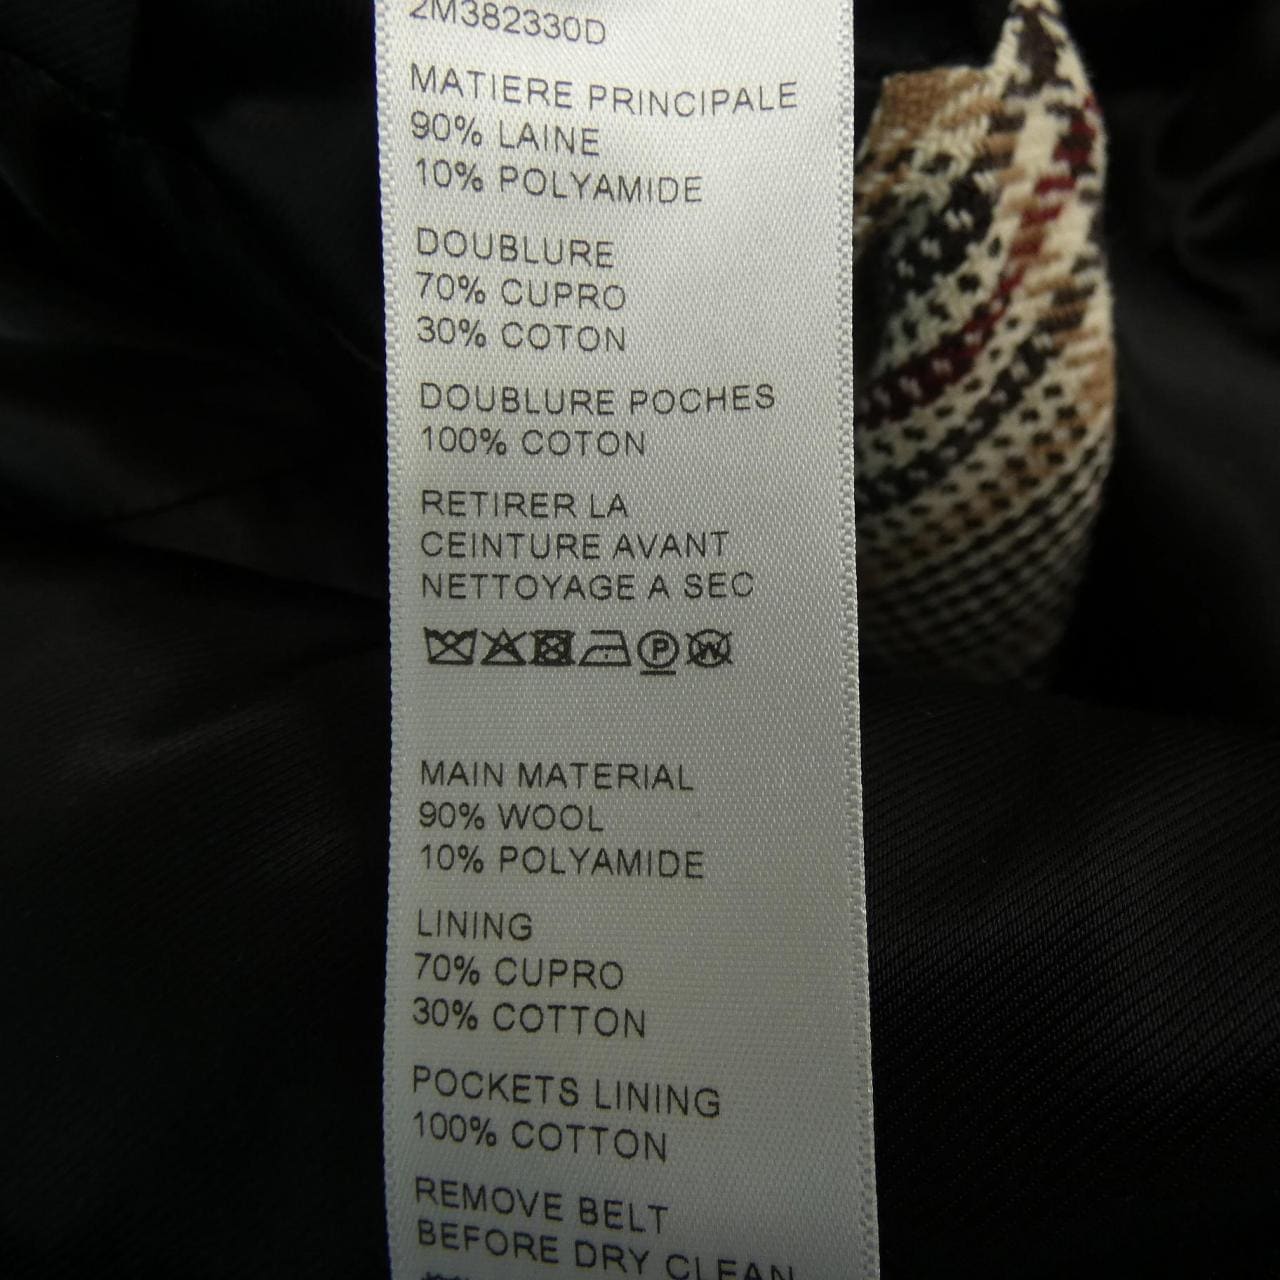 2M382330D
MATIERE PRINCIPALE
90% LAINE
10% POLYAMIDE
DOUBLURE
70% CUPRO
30% COTON
DOUBLURE POCHES
100% COTON
RETIRER LA
CEINTURE AVANT
NETTOYAGE A SEC
P W
MAIN MATERIAL
90% WOOL
10% POLYAMIDE
LINING
70% CUPRO
30% COTTON
POCKETS LINING
100% COTTON
REMOVE BELT
BEFORE DRY CLEAN